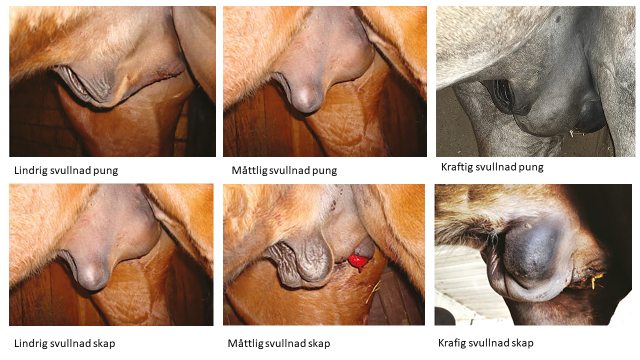 Lindrig svullnad pung
Måttlig svullnad pung
Kraftig svullnad pung
Lindrig svullnad skap
Måttlig svullnad skap
Krafig svullnad skap